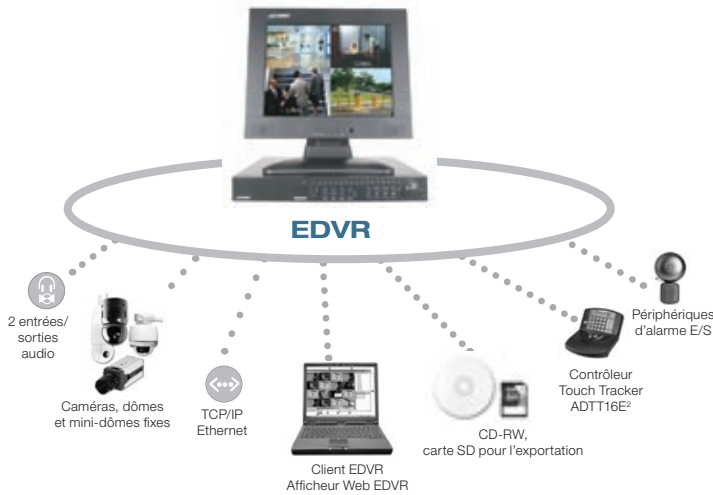 EDVR
2 entrées/
sorties
audio
Caméras, dômes
et mini-dômes fixes
TCP/IP
Ethernet
Client EDVR
Afficheur Web EDVR
CD-RW,
carte SD pour l'exportation
Contrôleur
Touch Tracker
ADTT16E²
Périphériques
d'alarme E/S